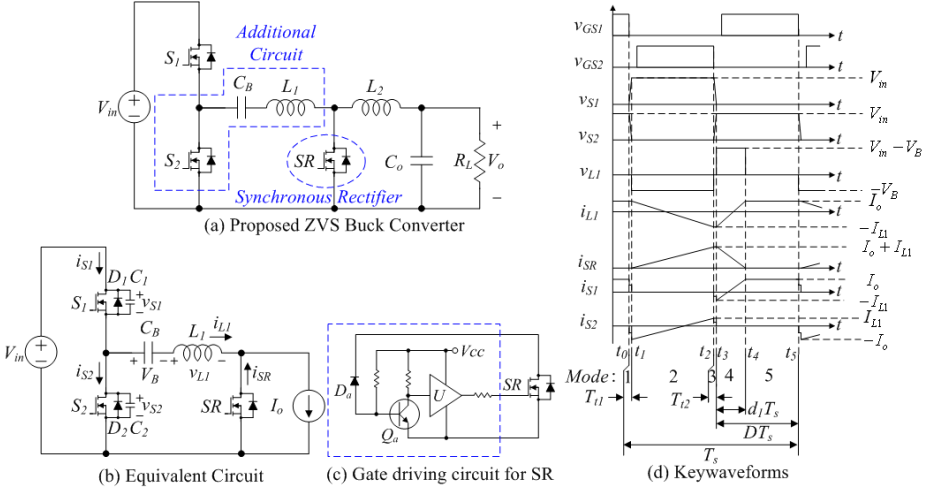 Additional
Circuit
S1
CB
L1
L2
Vin
S2
SR
Co
RL
+
Vo
−
Synchronous Rectifier
(a) Proposed ZVS Buck Converter
iS1
D1 C1
S1
+
vS1
−
CB
L1
iL1
Vin
+ VB −
+ vL1 −
iSR
iS2
S2
+
vS2
−
D2 C2
SR
Io
(b) Equivalent Circuit
Vcc
Da
U
Qa
SR
(c) Gate driving circuit for SR
vGS1
t
vGS2
t
Vin
vS1
t
Vin
vS2
t
Vin − VB
vL1
t
−VB
Io
iL1
t
−IL1
Io + IL1
iSR
t
Io
iS1
t
−IL1
IL1
iS2
t
−Io
t0 t1 t2 t3 t4 t5
Mode : 1 2 3 4 5
Tt1 Tt2 d1Ts
DTs
Ts
(d) Keywaveforms